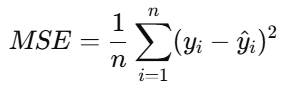 MSE = \frac{1}{n} \sum_{i=1}^{n} (y_i - \hat{y}_i)^2